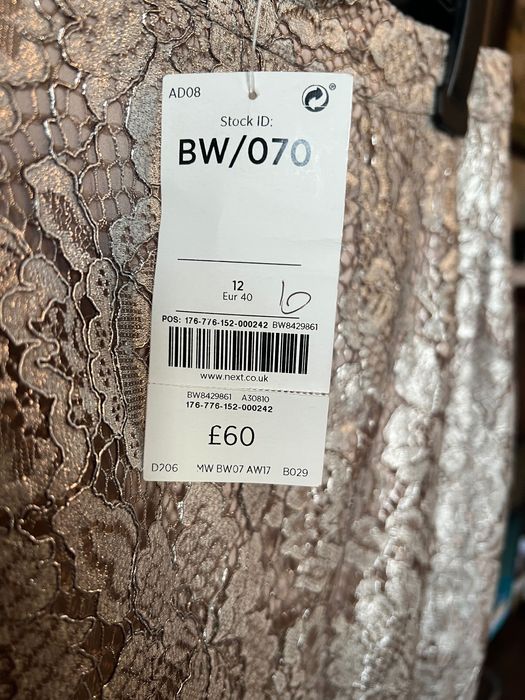 AD08
®
Stock ID:
BW/070
12
Eur 40
POS: 176-776-152-000242 BW8429861
www.next.co.uk
BW8429861 A30810
176-776-152-000242
£60
D206 MW BW07 AW17 B029